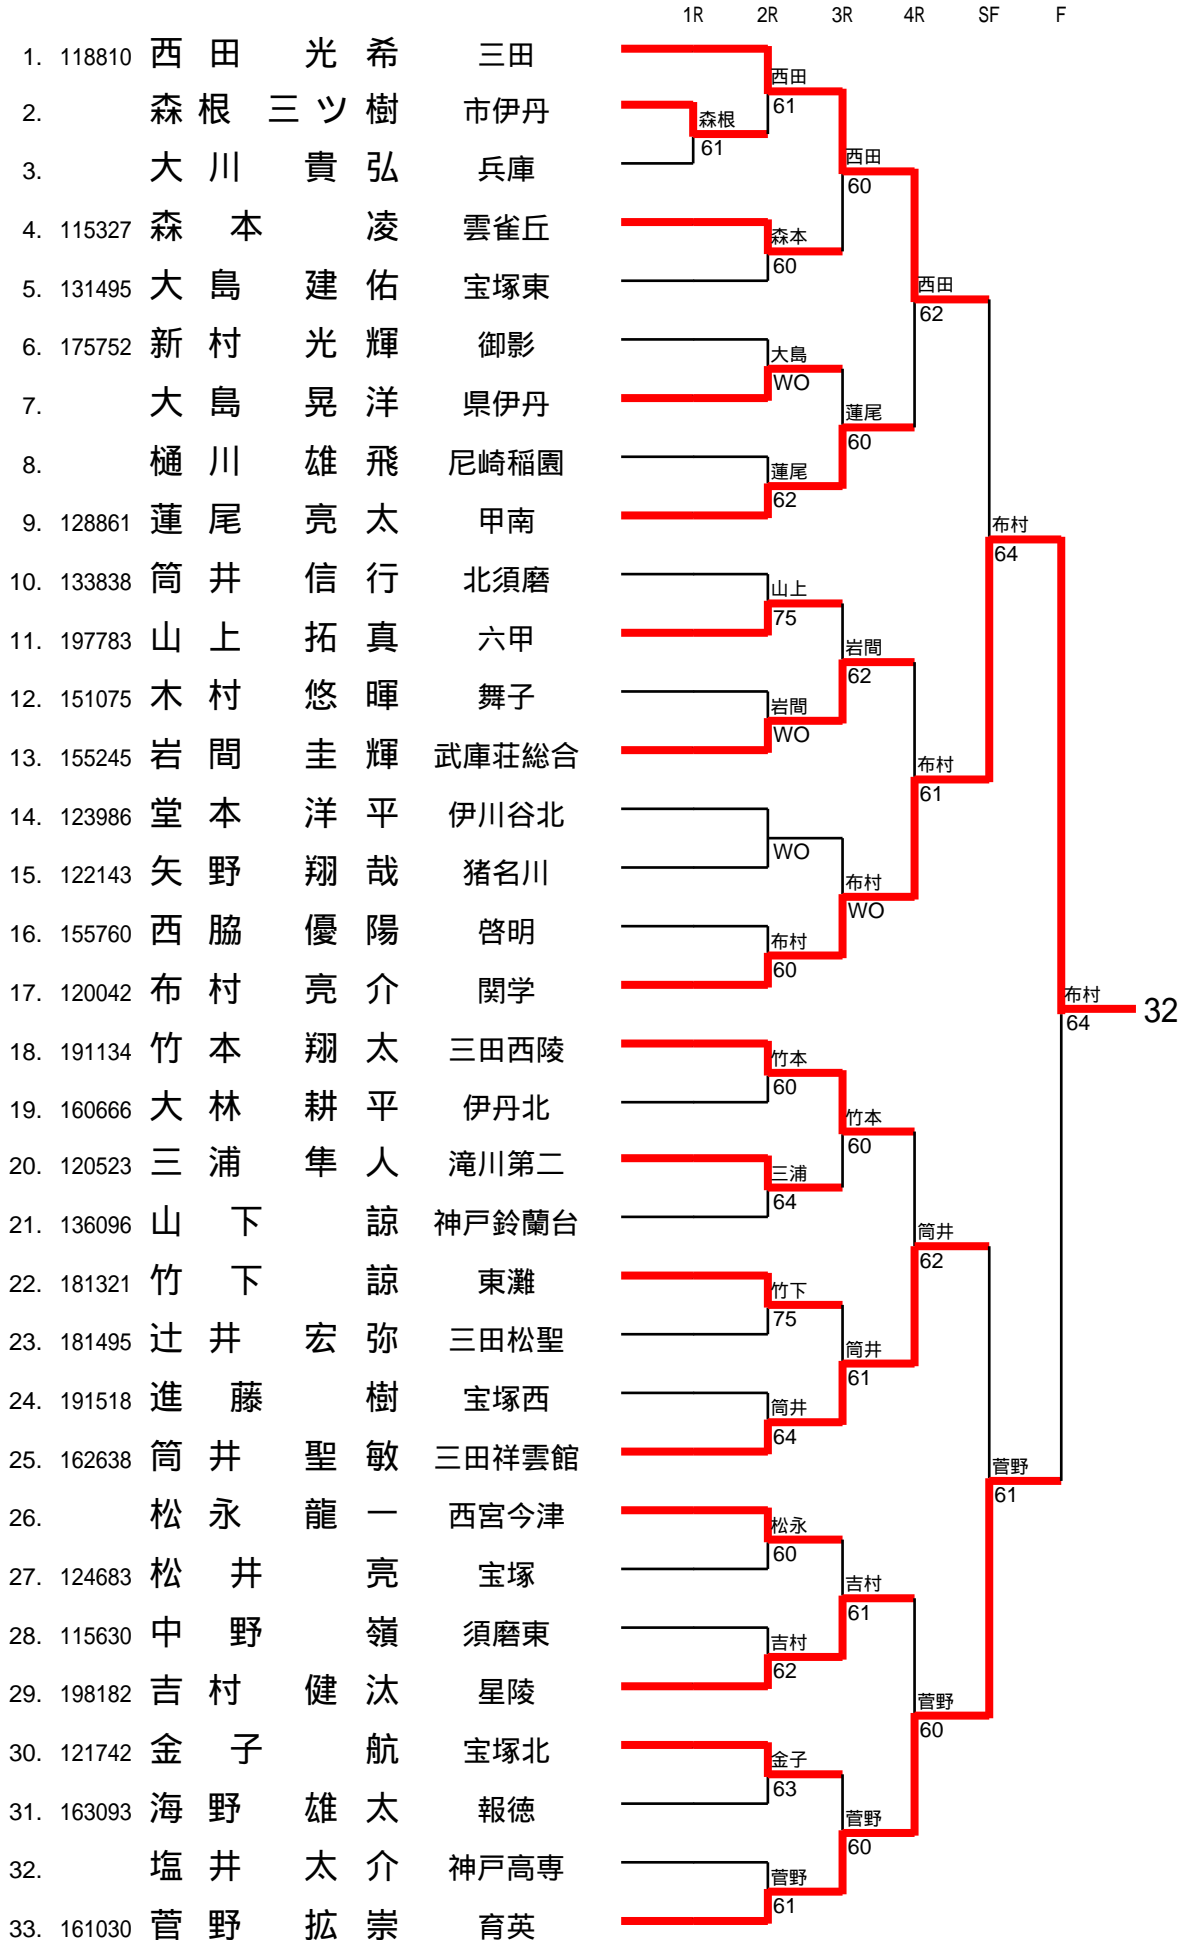 1R 2R 3R 4R SF F
1. 118810 西田 光希 三田
西田
2. 森根 三ツ樹 市伊丹
61
森根
61
3. 大川 貴弘 兵庫
西田
60
4. 115327 森本 凌 雲雀丘
森本
60
5. 131495 大島 建佑 宝塚東
西田
62
6. 175752 新村 光輝 御影
大島
WO
7. 大島 晃洋 県伊丹
蓮尾
60
8. 樋川 雄飛 尼崎稲園
蓮尾
62
9. 128861 蓮尾 亮太 甲南
布村
64
10. 133838 筒井 信行 北須磨
山上
75
11. 197783 山上 拓真 六甲
岩間
62
12. 151075 木村 悠暉 舞子
岩間
WO
13. 155245 岩間 圭輝 武庫荘総合
布村
61
14. 123986 堂本 洋平 伊川谷北
WO
15. 122143 矢野 翔哉 猪名川
布村
WO
16. 155760 西脇 優陽 啓明
布村
60
17. 120042 布村 亮介 関学
布村
64
32
18. 191134 竹本 翔太 三田西陵
竹本
60
19. 160666 大林 耕平 伊丹北
竹本
60
20. 120523 三浦 隼人 滝川第二
三浦
64
21. 136096 山下 諒 神戸鈴蘭台
筒井
62
22. 181321 竹下 諒 東灘
竹下
75
23. 181495 辻井 宏弥 三田松聖
筒井
61
24. 191518 進藤 樹 宝塚西
筒井
64
25. 162638 筒井 聖敏 三田祥雲館
菅野
61
26. 松永 龍一 西宮今津
松永
60
27. 124683 松井 亮 宝塚
吉村
61
28. 115630 中野 嶺 須磨東
吉村
62
29. 198182 吉村 健汰 星陵
菅野
60
30. 121742 金子 航 宝塚北
金子
63
31. 163093 海野 雄太 報徳
菅野
60
32. 塩井 太介 神戸高専
菅野
61
33. 161030 菅野 拡崇 育英